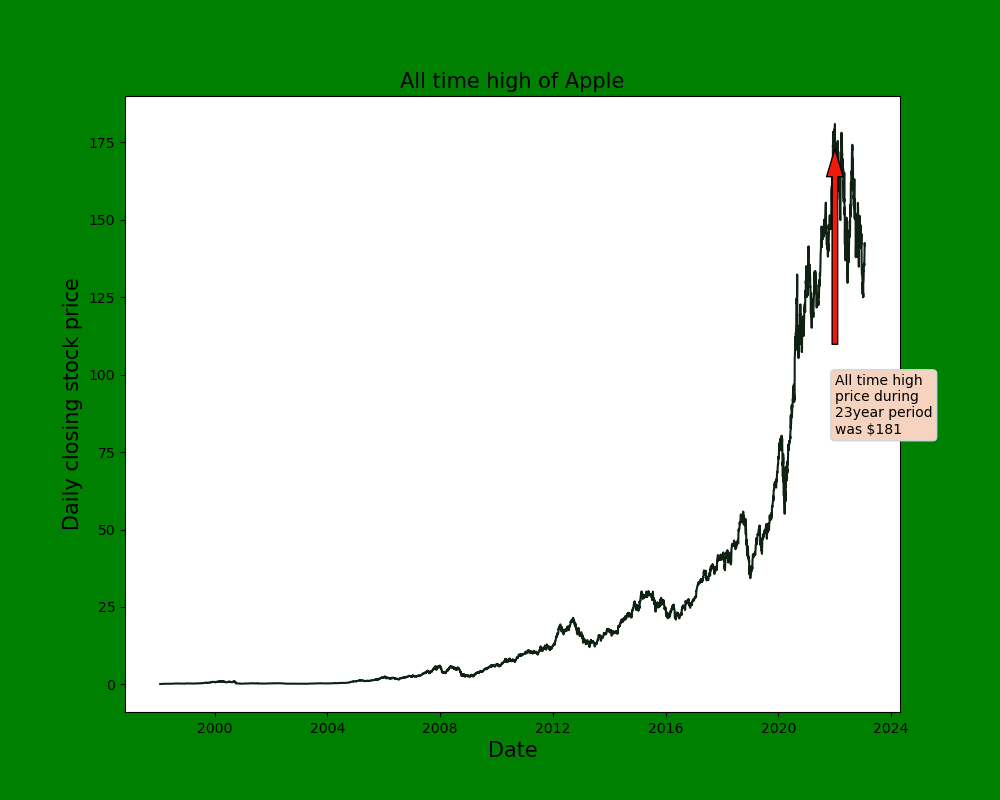 All time high of Apple
Daily closing stock price
175
150
125
100
75
50
25
0
All time high
price during
23year period
was $181
2000 2004 2008 2012 2016 2020 2024
Date